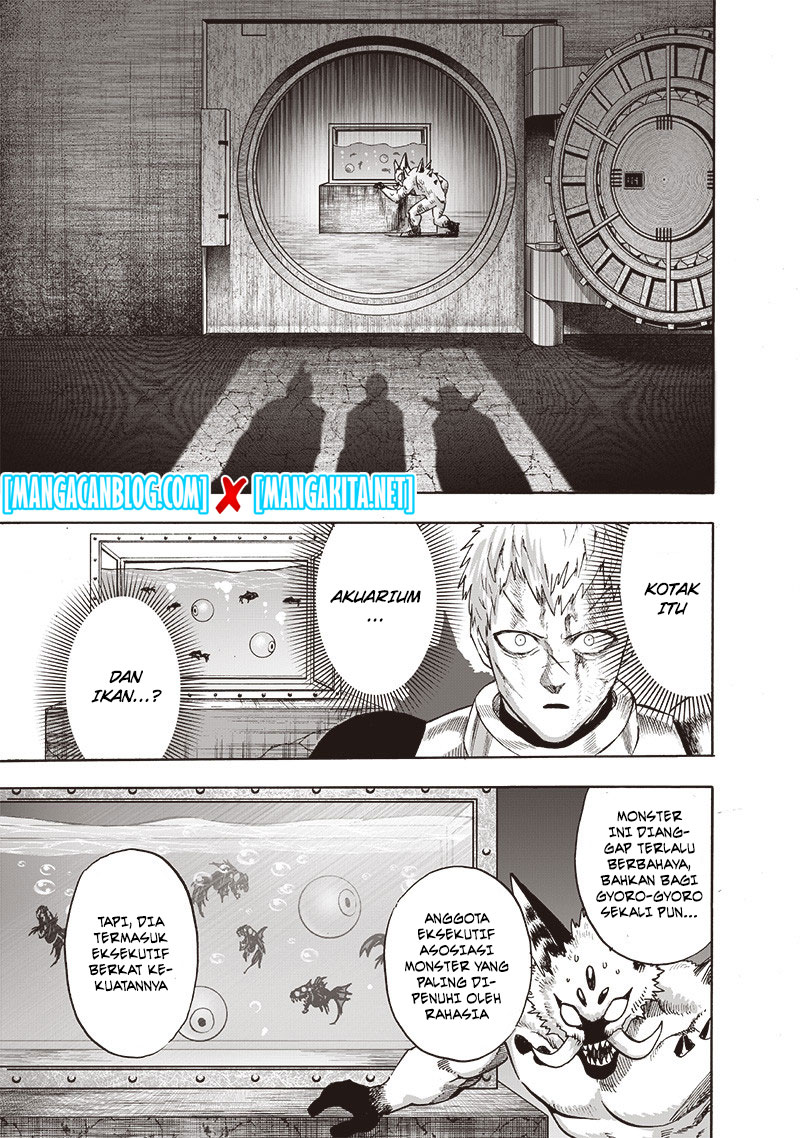 [MANGACANBLOG.COM] X [MANGAKITA.NET]
KOTAK
ITU
AKUARIUM
...
DAN
IKAN...?
MONSTER
INI DIANG-
GAP TERLALU
BERBAHAYA,
BAHKAN BAGI
GYORO-GYORO
SEKALI PUN...
ANGGOTA
EKSEKUTIF
ASOSIASI
MONSTER YANG
PALING DI-
PENUHI OLEH
RAHASIA
TAPI, DIA
TERMASUK
EKSEKUTIF
BERKAT KE-
KUATANNYA